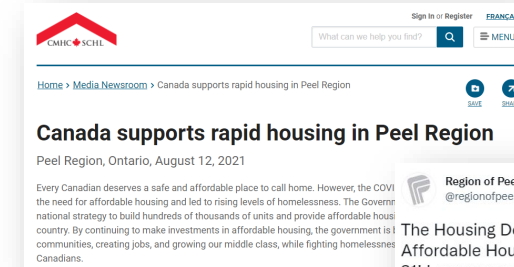 Sign In or Register FRANÇA
CMHC SCHL
What can we help you find?
MENU
Home > Media Newsroom > Canada supports rapid housing in Peel Region
SAVE
SHAR
Canada supports rapid housing in Peel Region
Peel Region, Ontario, August 12, 2021
Every Canadian deserves a safe and affordable place to call home. However, the COVI
the need for affordable housing and led to rising levels of homelessness. The Governm
national strategy to build hundreds of thousands of units and provide affordable housi
country. By continuing to make investments in affordable housing, the government is
communities, creating jobs, and growing our middle class, while fighting homelessnes
Canadians.
Region of Pe
@regionofpee
The Housing De
Affordable Hou